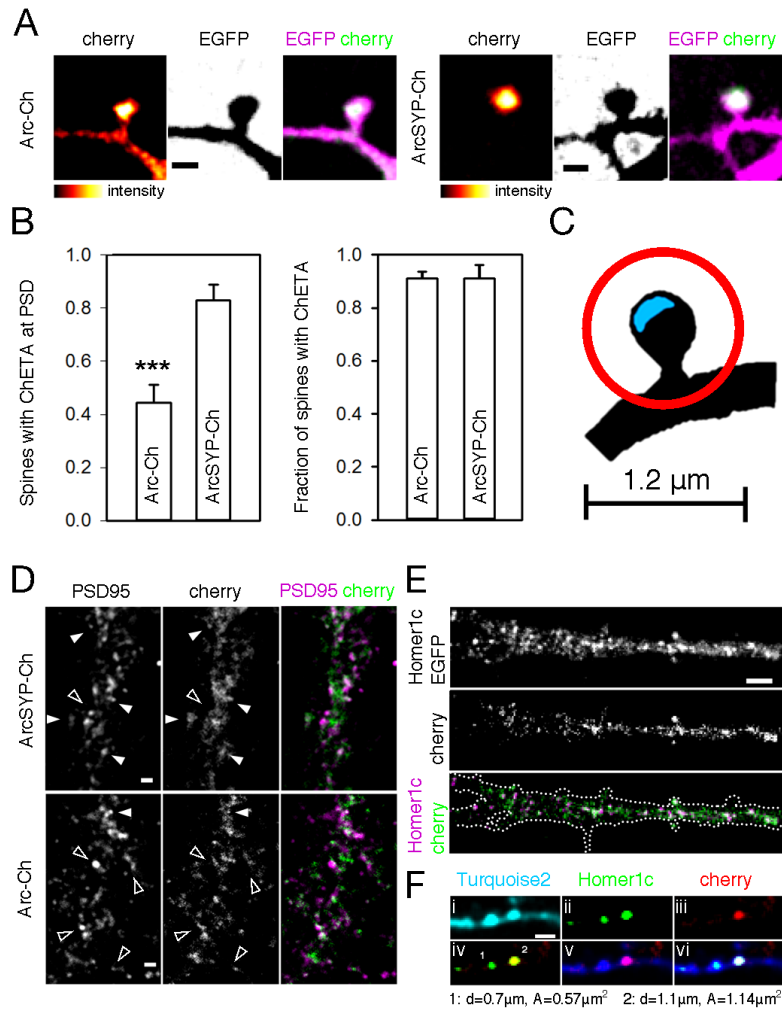 A
cherry EGFP EGFP cherry
cherry EGFP EGFP cherry
Arc-Ch
ArcSYP-Ch
intensity
intensity
B
Spines with ChETA at PSD
1.0
0.8
0.6
0.4
0.2
0.0
***
Arc-Ch
ArcSYP-Ch
Fraction of spines with ChETA
1.0
0.8
0.6
0.4
0.2
0.0
Arc-Ch
ArcSYP-Ch
C
1.2 µm
D
PSD95 cherry PSD95 cherry
ArcSYP-Ch
Arc-Ch
E
Homer1c
EGFP
cherry
Homer1c
cherry
F
Turquoise2 Homer1c cherry
i ii iii
iv 1 2 v vi
1: d=0.7µm, A=0.57µm² 2: d=1.1µm, A=1.14µm²